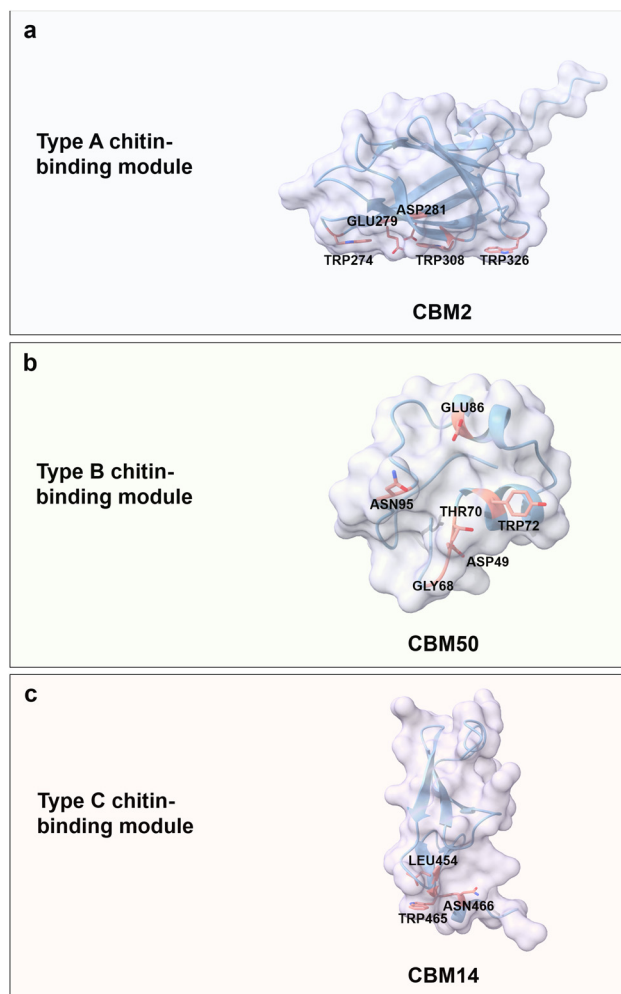 a
Type A chitin-
binding module
ASP281
GLU279
TRP274
TRP308
TRP326
CBM2
b
Type B chitin-
binding module
GLU86
ASN95
THR70
TRP72
ASP49
GLY68
CBM50
c
Type C chitin-
binding module
LEU454
ASN466
TRP465
CBM14